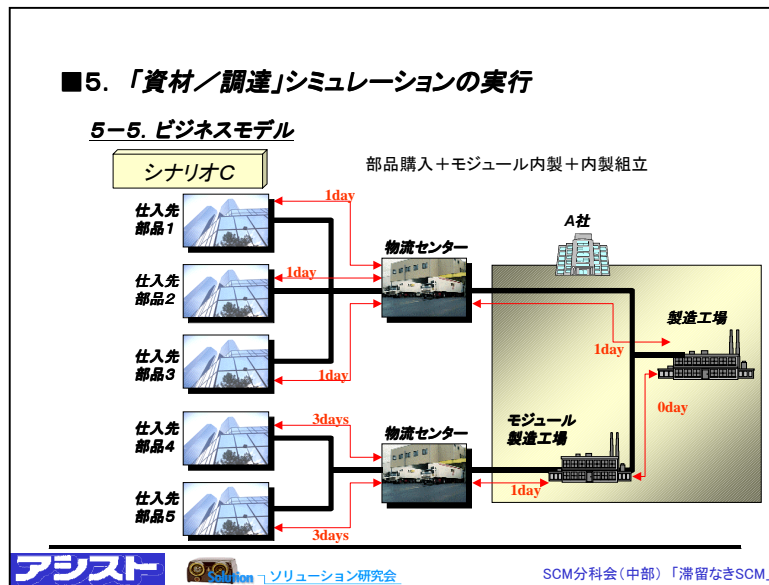 ■5. 「資材／調達」シミュレーションの実行
5－5. ビジネスモデル
シナリオC
部品購入＋モジュール内製＋内製組立
仕入先
部品1
1day
物流センター
A社
仕入先
部品2
1day
製造工場
仕入先
部品3
1day
1day
仕入先
部品4
3days
物流センター
モジュール
製造工場
0day
仕入先
部品5
3days
1day
アシスト
Solution
ソリューション研究会
SCM分科会(中部) 「滞留なきSCM」